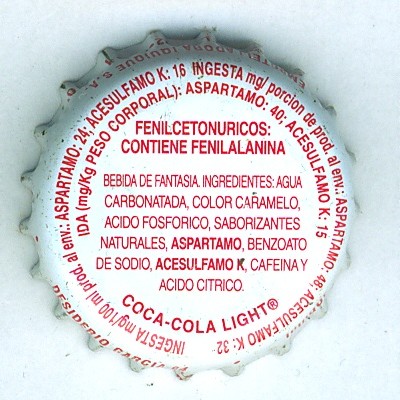 INGESTA mg/100 ml prod. al env.: ASPARTAMO: 24; ACESULFAMO K: 16 INGESTA mg/porcion de prod. al env.: ASPARTAMO: 48; ACESULFAMO K: 32
IDA (mg/Kg PESO CORPORAL): ASPARTAMO: 40; ACESULFAMO K: 15
FENILCETONURICOS:
CONTIENE FENILALANINA
BEBIDA DE FANTASIA. INGREDIENTES: AGUA
CARBONATADA, COLOR CARAMELO,
ACIDO FOSFORICO, SABORIZANTES
NATURALES, ASPARTAMO, BENZOATO
DE SODIO, ACESULFAMO K, CAFEINA Y
ACIDO CITRICO.
COCA-COLA LIGHT®
IQUIQUE S.A.
DESIDERIO GARCIA